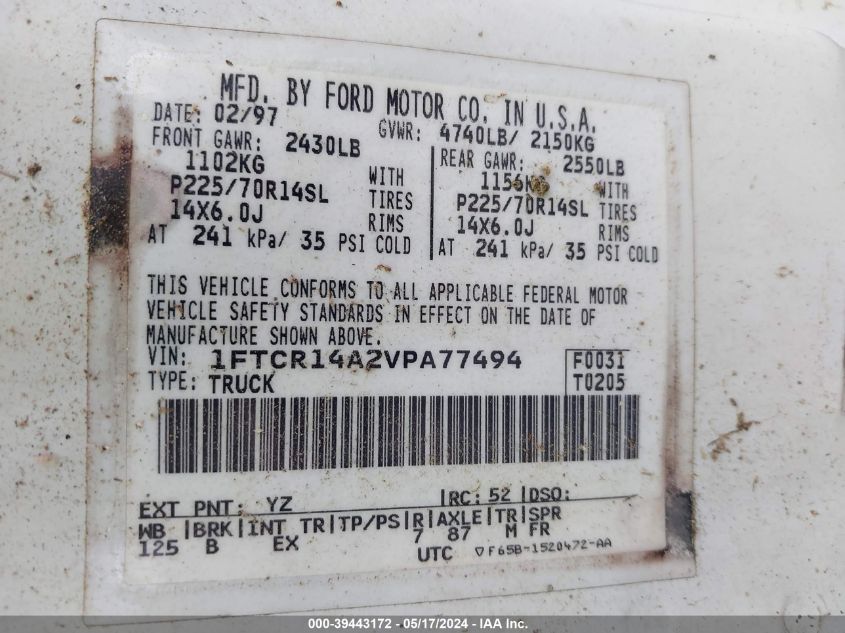 MFD. BY FORD MOTOR CO. IN U.S.A.
DATE: 02/97 GVWR: 4740LB/ 2150KG
FRONT GAWR: 2430LB REAR GAWR: 2550LB
1102KG WITH 1156KG WITH
P225/70R14SL TIRES P225/70R14SL TIRES
14X6.0J RIMS 14X6.0J RIMS
AT 241 kPa/ 35 PSI COLD AT 241 kPa/ 35 PSI COLD
THIS VEHICLE CONFORMS TO ALL APPLICABLE FEDERAL MOTOR
VEHICLE SAFETY STANDARDS IN EFFECT ON THE DATE OF
MANUFACTURE SHOWN ABOVE.
VIN: 1FTCR14A2VPA77494 F0031
TYPE: TRUCK T0205
EXT PNT: YZ RC: 52 DSO:
WB BRK INT TR TP/PS R AXLE TR SPR
125 B EX 7 87 M FR
UTC ▽F65B-1520472-AA
000-39443172 - 05/17/2024 - IAA Inc.